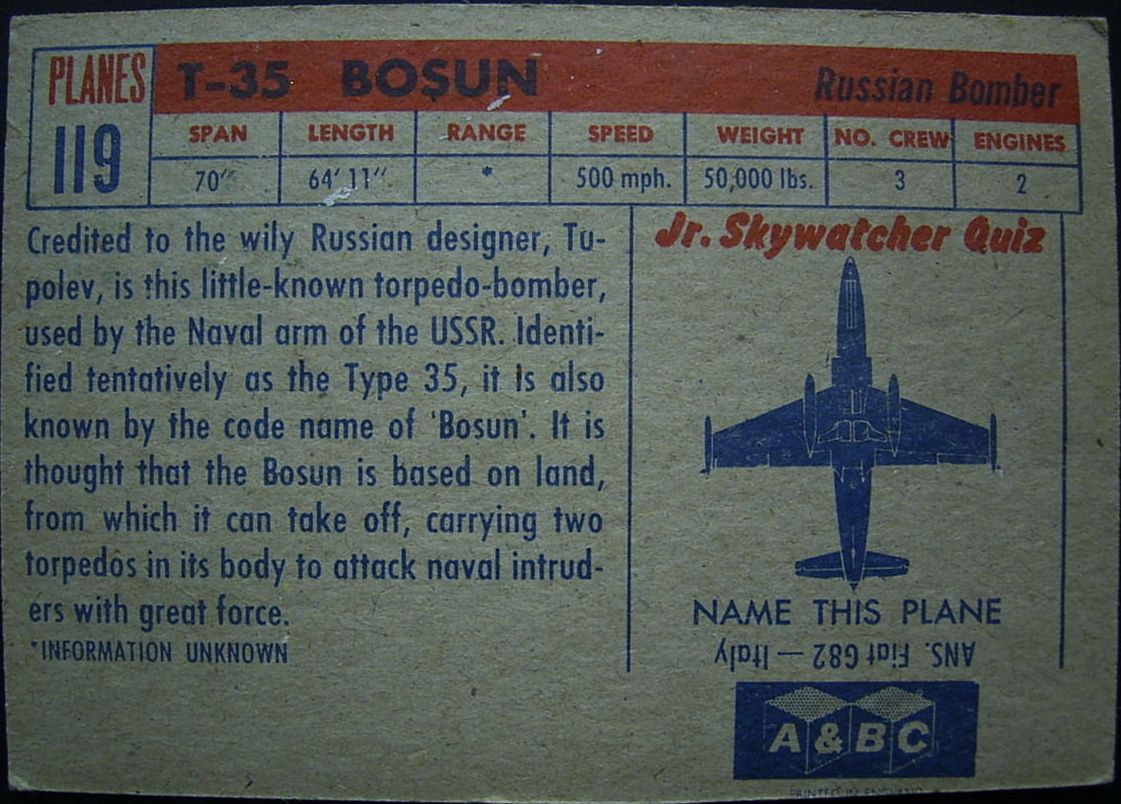 PLANES
119
T-35 BOSUN
Russian Bomber
SPAN LENGTH RANGE SPEED WEIGHT NO. CREW ENGINES
70″ 64′ 11″ * 500 mph. 50,000 lbs. 3 2
Credited to the wily Russian designer, Tu-
polev, is this little-known torpedo-bomber,
used by the Naval arm of the USSR. Identi-
fied tentatively as the Type 35, it is also
known by the code name of 'Bosun'. It is
thought that the Bosun is based on land,
from which it can take off, carrying two
torpedos in its body to attack naval intrud-
ers with great force.
*INFORMATION UNKNOWN
Jr. Skywatcher Quiz
NAME THIS PLANE
ANS. Fiat G82 — Italy
A & B C
PRINTED IN ENGLAND